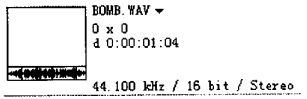 BOMB.WAV
0 x 0
d 0:00:01:04
44.100 kHz / 16 bit / Stereo